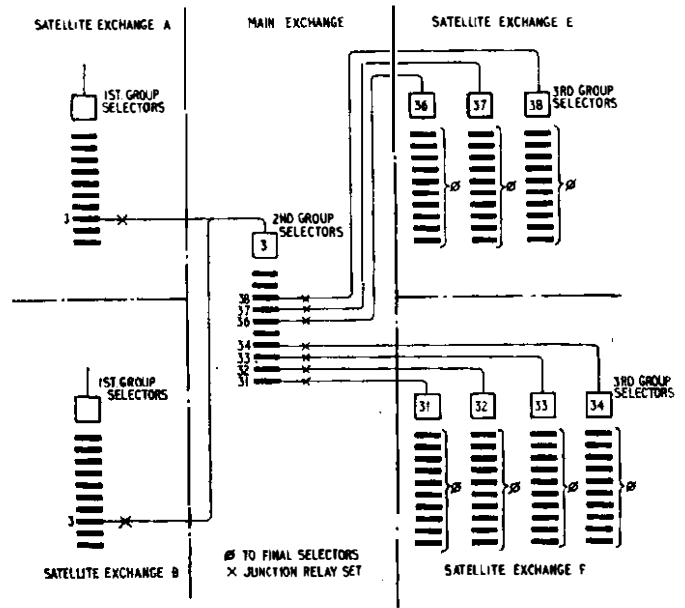 SATELLITE EXCHANGE A
MAIN EXCHANGE
SATELLITE EXCHANGE E
1ST. GROUP
SELECTORS
3
36
37
38
3RD GROUP
SELECTORS
ø
ø
ø
2ND GROUP
SELECTORS
3
38
37
36
34
33
32
31
1ST. GROUP
SELECTORS
3
31
32
33
34
3RD GROUP
SELECTORS
ø
ø
ø
ø
ø TO FINAL SELECTORS
× JUNCTION RELAY SET
SATELLITE EXCHANGE B
SATELLITE EXCHANGE F